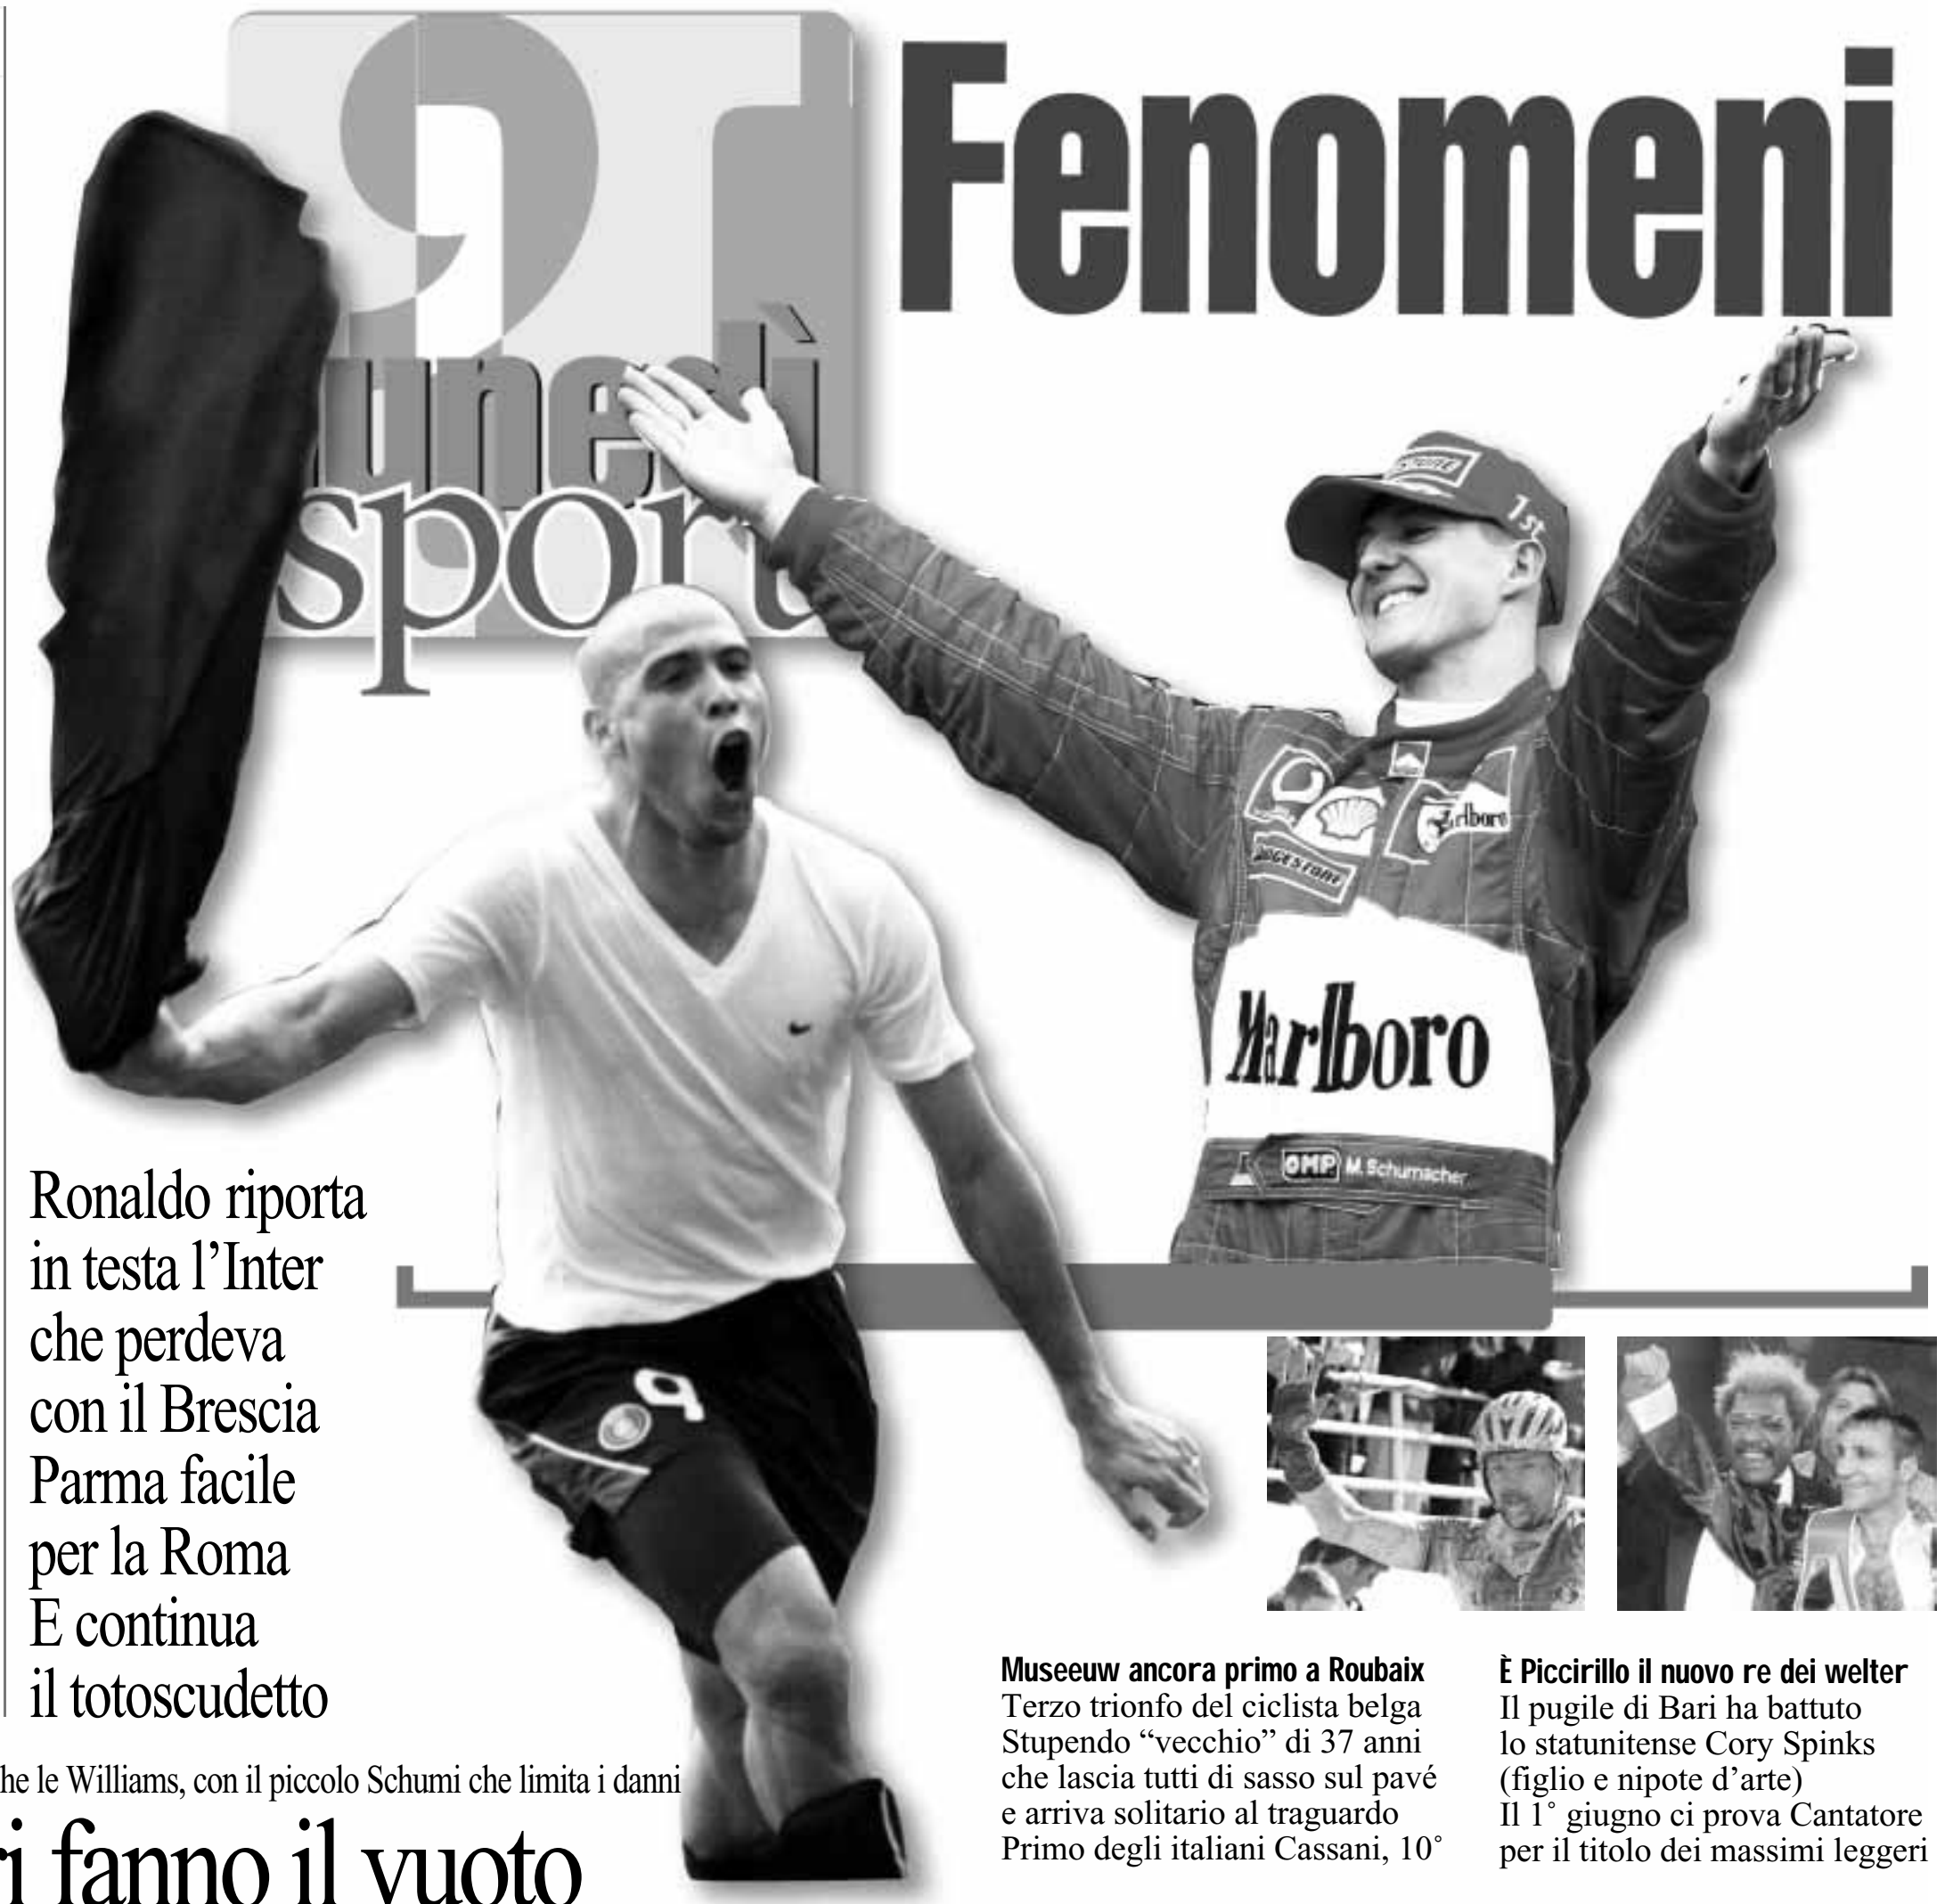 Fenomeni
lunedì
sport
1st
Marlboro
Marlboro
OMP M. Schumacher
9
Ronaldo riporta
in testa l’Inter
che perdeva
con il Brescia
Parma facile
per la Roma
E continua
il totoscudetto
he le Williams, con il piccolo Schumi che limita i danni
ri fanno il vuoto
Museeuw ancora primo a Roubaix
Terzo trionfo del ciclista belga
Stupendo “vecchio” di 37 anni
che lascia tutti di sasso sul pavé
e arriva solitario al traguardo
Primo degli italiani Cassani, 10°
È Piccirillo il nuovo re dei welter
Il pugile di Bari ha battuto
lo statunitense Cory Spinks
(figlio e nipote d’arte)
Il 1° giugno ci prova Cantatore
per il titolo dei massimi leggeri